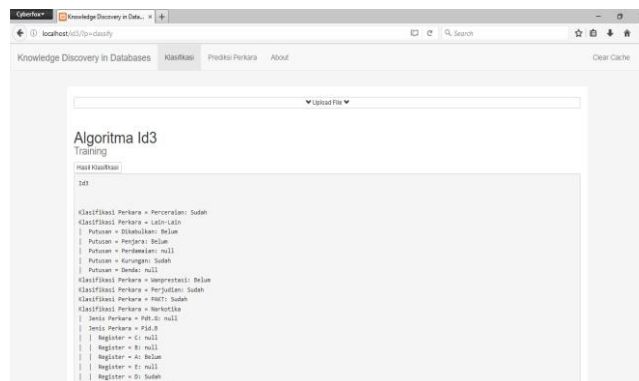 Cyberfox
Knowledge Discovery in Data... × +
localhost/id3/?p=classify
Search
Knowledge Discovery in Databases Klasifikasi Prediksi Perkara About Clear Cache
Upload File
Algoritma Id3
Training
Hasil Klasifikasi
Id3
Klasifikasi Perkara = Perceraian: Sudah
Klasifikasi Perkara = Lain-Lain
| Putusan = Dikabulkan: Belum
| Putusan = Penjara: Belum
| Putusan = Perdamaian: null
| Putusan = Kurungan: Sudah
| Putusan = Denda: null
Klasifikasi Perkara = Wanprestasi: Belum
Klasifikasi Perkara = Perjudian: Sudah
Klasifikasi Perkara = PAKT: Sudah
Klasifikasi Perkara = Narkotika
| Jenis Perkara = Pdt.G: null
| Jenis Perkara = Pid.B
| | Register = C: null
| | Register = B: null
| | Register = A: Belum
| | Register = E: null
| | Register = D: Sudah